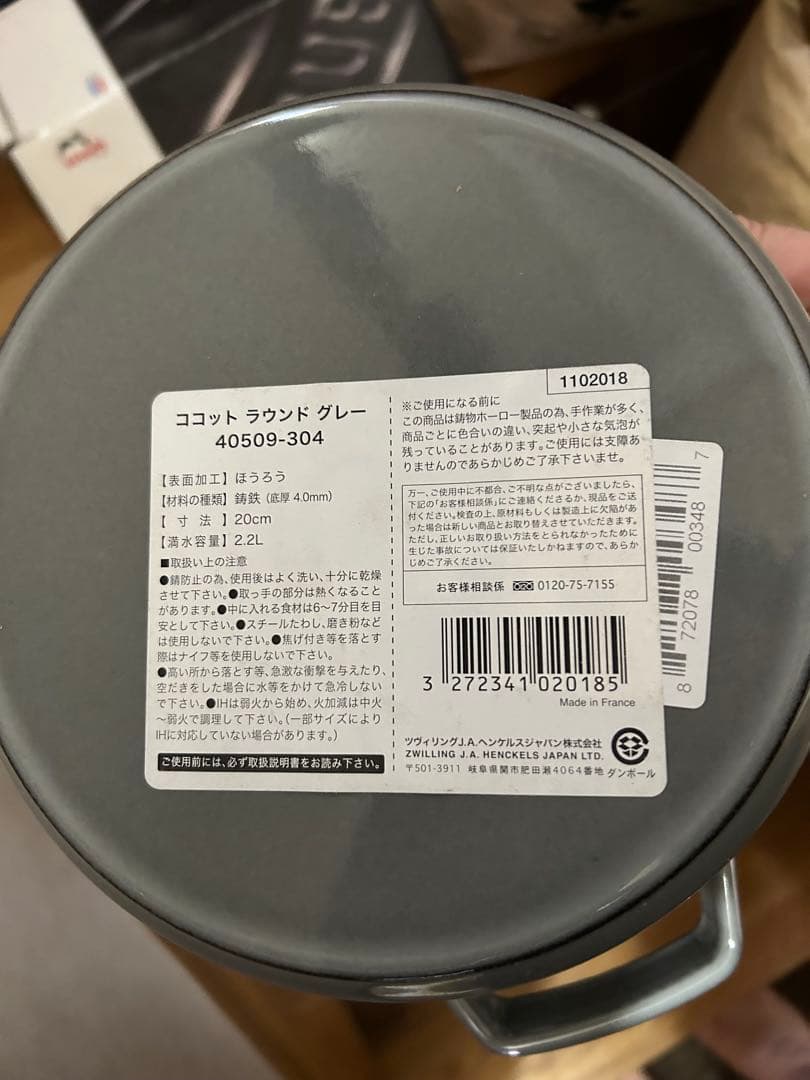 ココット ラウンド グレー
40509-304
【表面加工】ほうろう
【材料の種類】鋳鉄（底厚 4.0mm）
【 寸 法 】20cm
【満水容量】2.2L
■取扱い上の注意
●錆防止の為、使用後はよく洗い、十分に乾燥
させて下さい。●取っ手の部分は熱くなること
があります。●中に入れる食材は6〜7分目を目
安として下さい。●スチールたわし、磨き粉など
は使用しないで下さい。●焦げ付き等を落とす
際はナイフ等を使用しないで下さい。
●高い所から落とす等、急激な衝撃を与えたり、
空だきをした場合に水等をかけて急冷しない
で下さい。●IHは弱火から始め、火加減は中火
〜弱火で調理して下さい。（一部サイズにより
IHに対応していない場合があります。）
ご使用前には、必ず取扱説明書をお読み下さい。
1102018
※ご使用になる前に
この商品は鋳物ホーロー製品の為、手作業が多く、
商品ごとに色合いの違い、突起や小さな気泡が
残っていることがあります。ご使用には支障あ
りませんのであらかじめご了承下さいませ。
万一、ご使用中に不都合、ご不明な点がございましたら、
下記の「お客様相談係」にご連絡くださるか、現品をご送
付ください。検査の上、原材料もしくは製造上に欠陥があ
った場合は新しい商品とお取り替えさせていただきます。
ただし、正しいお取り扱い方法をとられなかったために
生じた事故については保証いたしかねますので、あらか
じめご了承ください。
お客様相談係 0120-75-7155
3 272341 020185
Made in France
ツヴィリングJ.A.ヘンケルスジャパン株式会社
ZWILLING J.A. HENCKELS JAPAN LTD.
〒501-3911 岐阜県関市肥田瀬4064番地
ダンボール
8 72078 00348 7